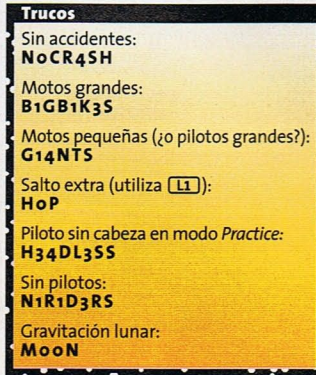 Trucos
Sin accidentes:
NoCR4SH
Motos grandes:
B1GB1K3S
Motos pequeñas (¿o pilotos grandes?):
G14NTS
Salto extra (utiliza L1):
HoP
Piloto sin cabeza en modo Practice:
H34DL3SS
Sin pilotos:
N1R1D3RS
Gravitación lunar:
MooN